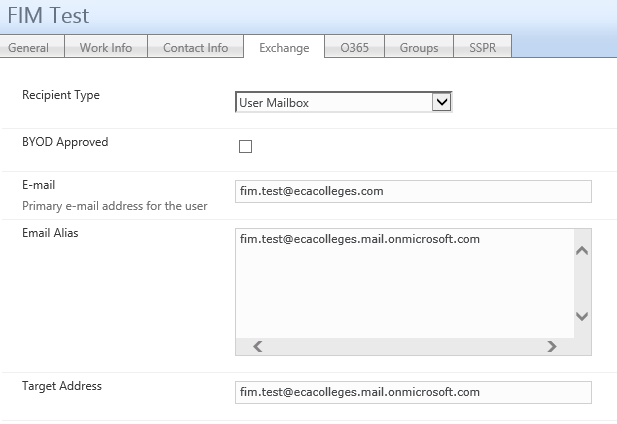 FIM Test
General Work Info Contact Info Exchange O365 Groups SSPR
Recipient Type
User Mailbox
BYOD Approved
E-mail
fim.test@ecacolleges.com
Primary e-mail address for the user
Email Alias
fim.test@ecacolleges.mail.onmicrosoft.com
Target Address
fim.test@ecacolleges.mail.onmicrosoft.com